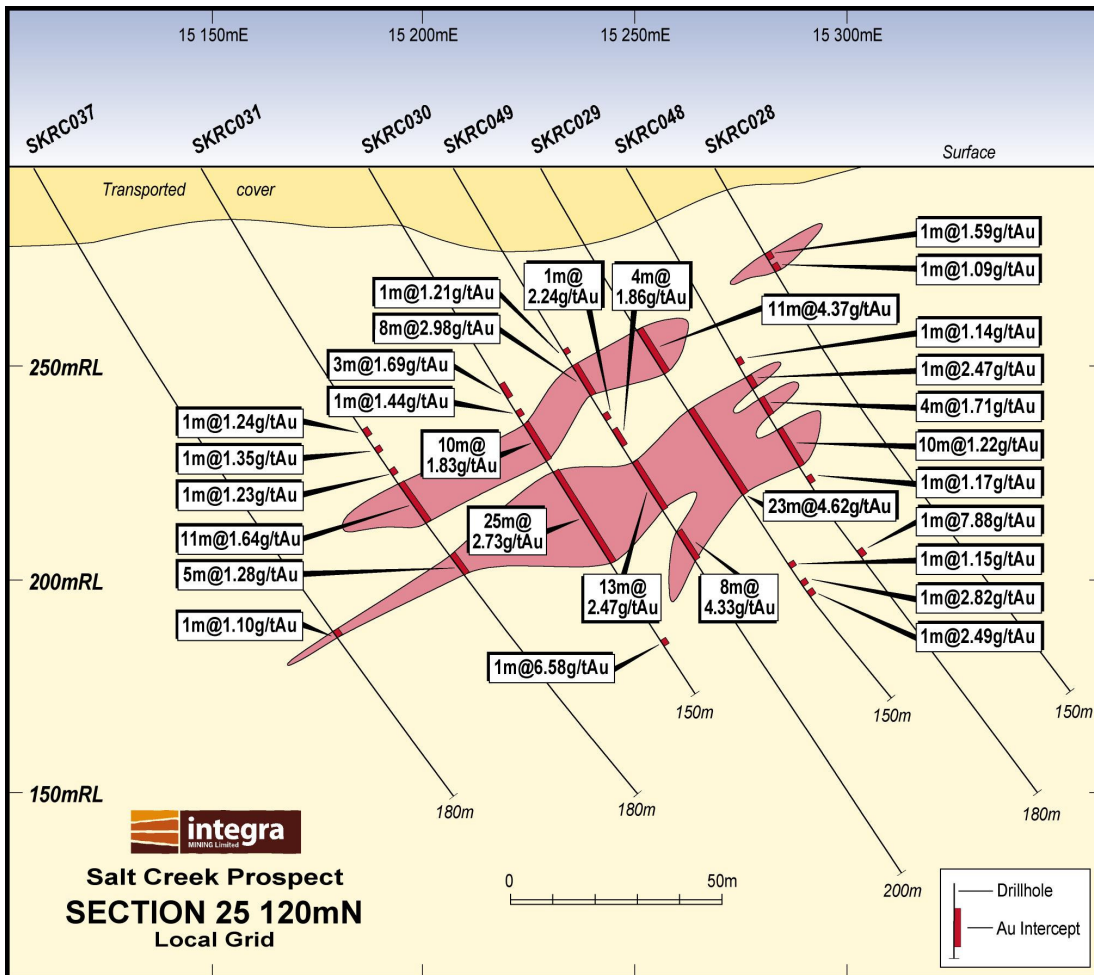 15 150mE
15 200mE
15 250mE
15 300mE
SKRC037
SKRC031
SKRC030
SKRC049
SKRC029
SKRC048
SKRC028
Surface
Transported cover
1m@1.59g/tAu
1m@1.09g/tAu
1m@1.21g/tAu
1m@
2.24g/tAu
4m@
1.86g/tAu
11m@4.37g/tAu
8m@2.98g/tAu
1m@1.14g/tAu
250mRL
3m@1.69g/tAu
1m@2.47g/tAu
1m@1.44g/tAu
4m@1.71g/tAu
1m@1.24g/tAu
10m@
1.83g/tAu
10m@1.22g/tAu
1m@1.35g/tAu
1m@1.17g/tAu
1m@1.23g/tAu
23m@4.62g/tAu
25m@
2.73g/tAu
1m@7.88g/tAu
11m@1.64g/tAu
1m@1.15g/tAu
5m@1.28g/tAu
200mRL
13m@
2.47g/tAu
8m@
4.33g/tAu
1m@2.82g/tAu
1m@1.10g/tAu
1m@2.49g/tAu
1m@6.58g/tAu
150m
150m
150m
150mRL
180m
180m
180m
200m
integra
MINING Limited
Salt Creek Prospect
SECTION 25 120mN
Local Grid
0
50m
Drillhole
Au Intercept